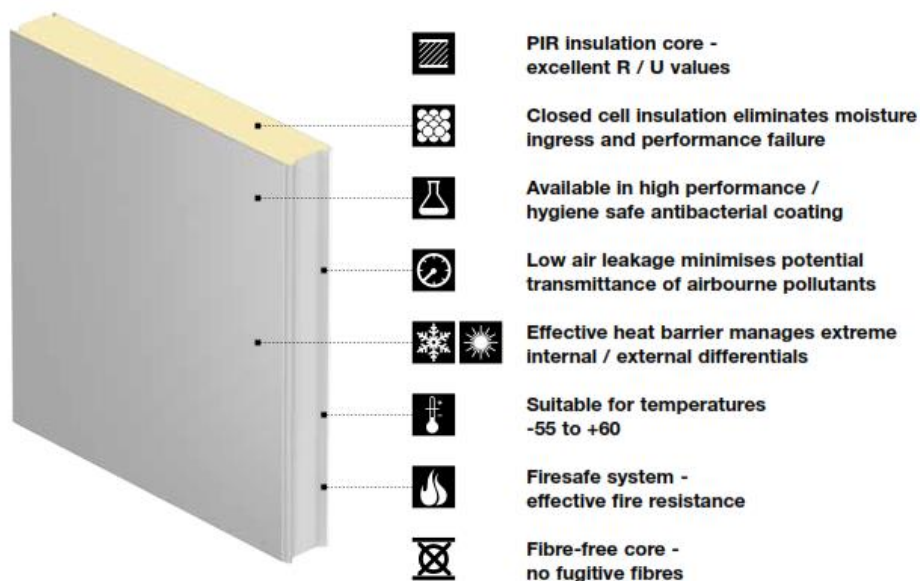 PIR insulation core -
excellent R / U values
Closed cell insulation eliminates moisture
ingress and performance failure
Available in high performance /
hygiene safe antibacterial coating
Low air leakage minimises potential
transmittance of airbourne pollutants
Effective heat barrier manages extreme
internal / external differentials
Suitable for temperatures
-55 to +60
Firesafe system -
effective fire resistance
Fibre-free core -
no fugitive fibres